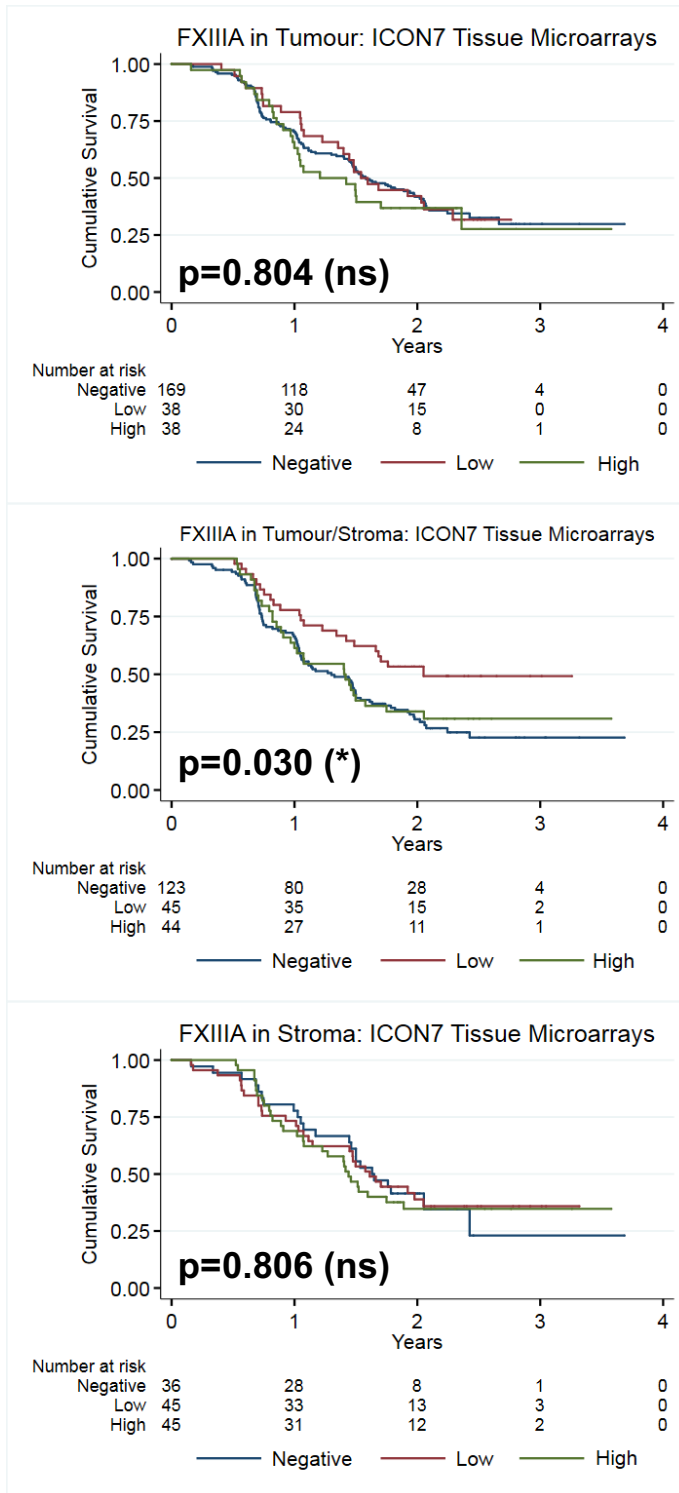 FXIIIA in Tumour: ICON7 Tissue Microarrays
Cumulative Survival
1.00
0.75
0.50
0.25
0.00
p=0.804 (ns)
0 1 2 3 4
Years
Number at risk
Negative 169 118 47 4 0
Low 38 30 15 0 0
High 38 24 8 1 0
Negative Low High
FXIIIA in Tumour/Stroma: ICON7 Tissue Microarrays
Cumulative Survival
1.00
0.75
0.50
0.25
0.00
p=0.030 (*)
0 1 2 3 4
Years
Number at risk
Negative 123 80 28 4 0
Low 45 35 15 2 0
High 44 27 11 1 0
Negative Low High
FXIIIA in Stroma: ICON7 Tissue Microarrays
Cumulative Survival
1.00
0.75
0.50
0.25
0.00
p=0.806 (ns)
0 1 2 3 4
Years
Number at risk
Negative 36 28 8 1 0
Low 45 33 13 3 0
High 45 31 12 2 0
Negative Low High